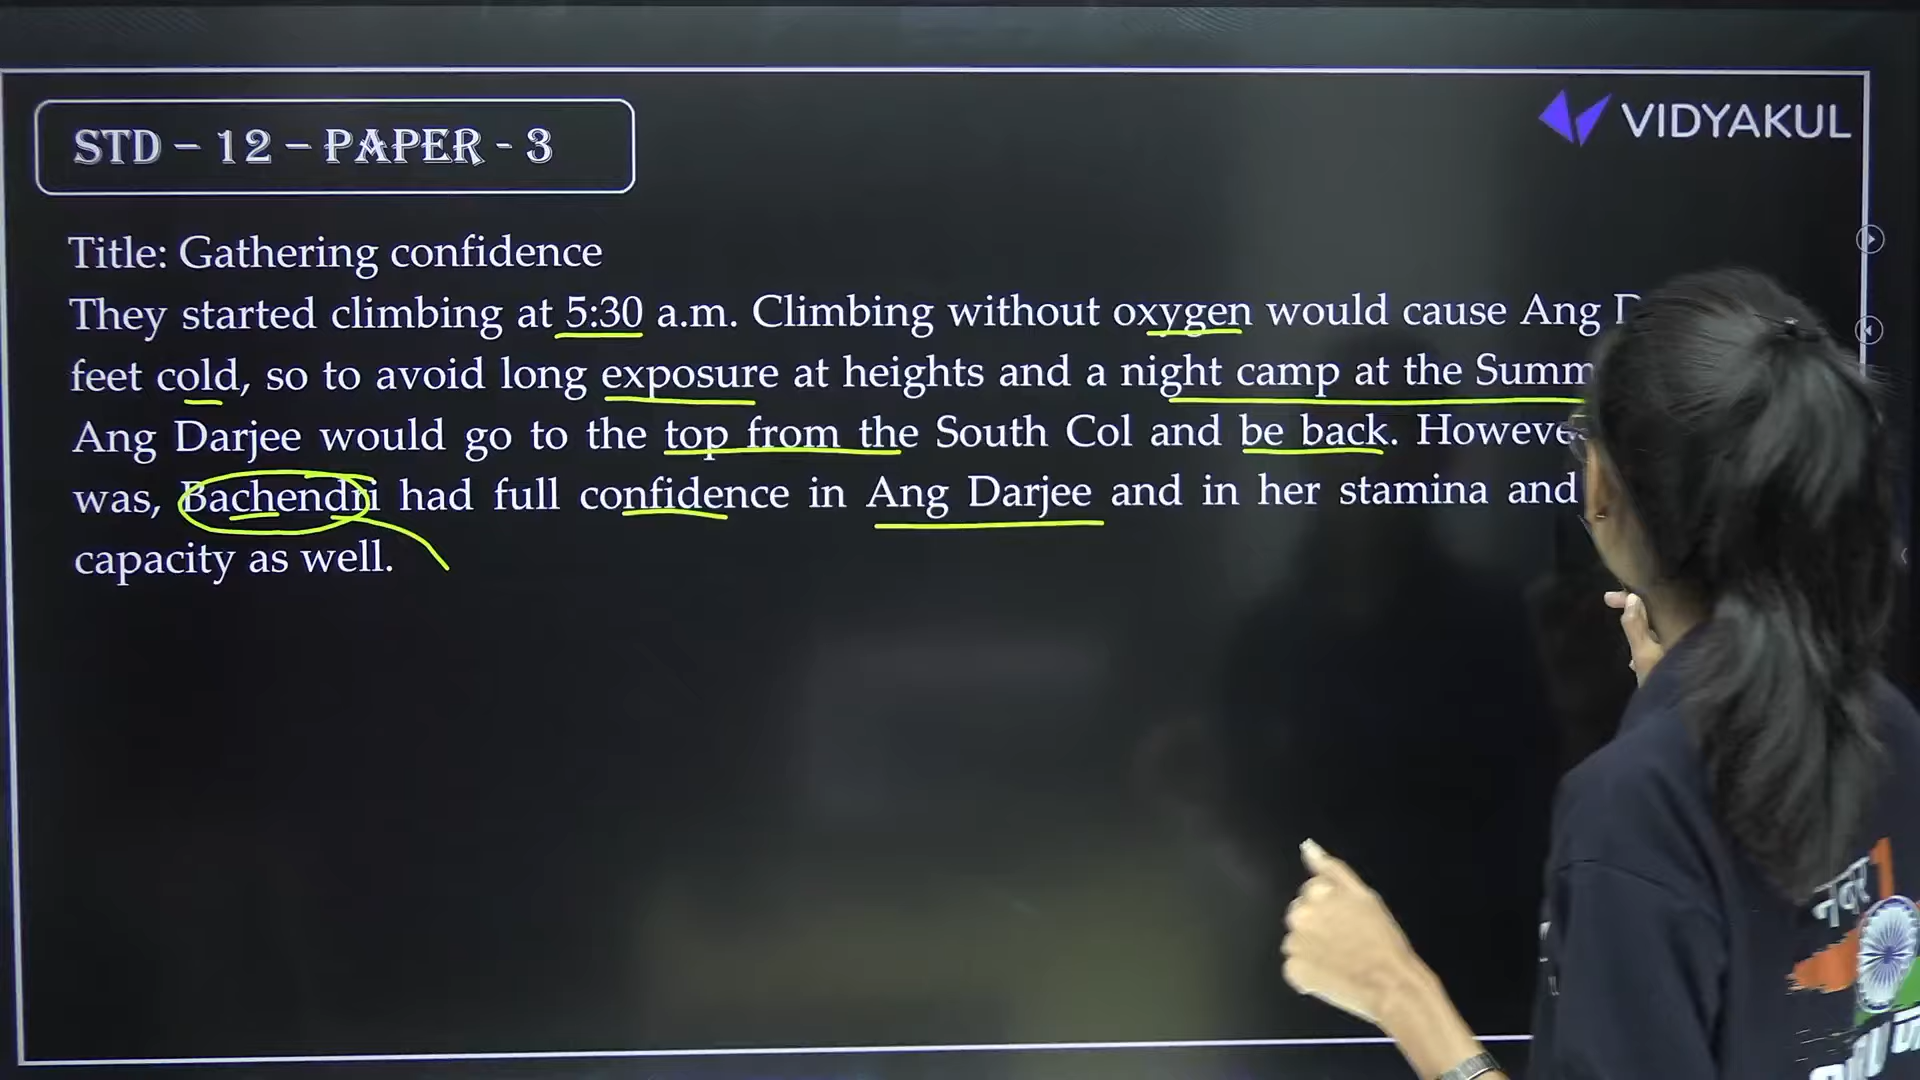 STD – 12 – PAPER - 3
VIDYAKUL
Title: Gathering confidence
They started climbing at 5:30 a.m. Climbing without oxygen would cause Ang
feet cold, so to avoid long exposure at heights and a night camp at the
Ang Darjee would go to the top from the South Col and be back.
was, Bachendri had full confidence in Ang Darjee and in her stamina and
capacity as well.